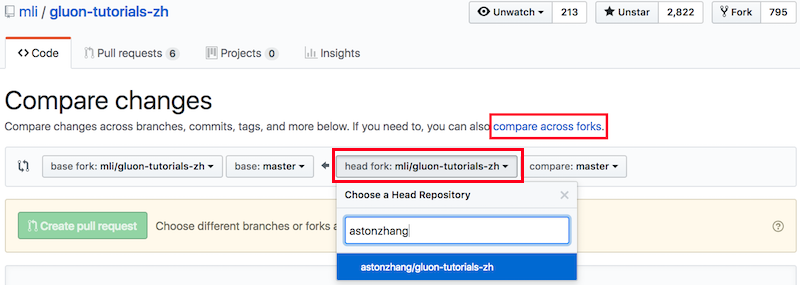 mli / gluon-tutorials-zh
Unwatch 213
Unstar 2,822
Fork 795
Code
Pull requests 6
Projects 0
Insights
Compare changes
Compare changes across branches, commits, tags, and more below. If you need to, you can also compare across forks.
base fork: mli/gluon-tutorials-zh
base: master
head fork: mli/gluon-tutorials-zh
compare: master
Choose a Head Repository
Create pull request
Choose different branches or forks a
astonzhang
astonzhang/gluon-tutorials-zh